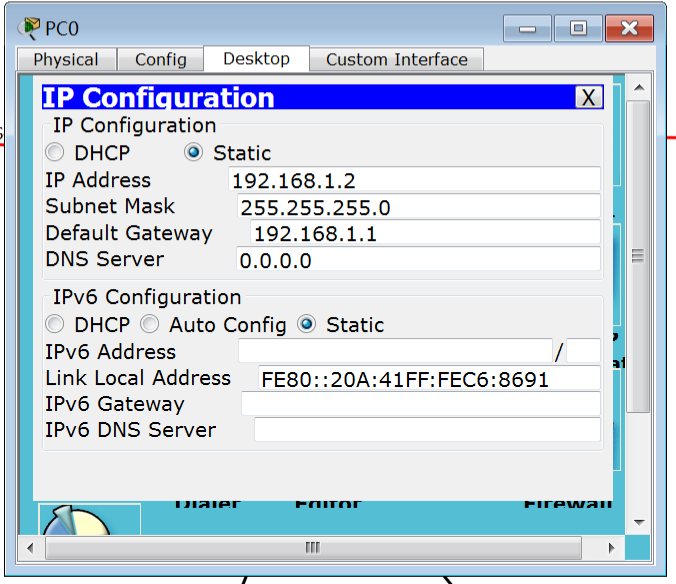 PC0
Physical Config Desktop Custom Interface
IP Configuration X
IP Configuration
DHCP Static
IP Address 192.168.1.2
Subnet Mask 255.255.255.0
Default Gateway 192.168.1.1
DNS Server 0.0.0.0
IPv6 Configuration
DHCP Auto Config Static
IPv6 Address /
Link Local Address FE80::20A:41FF:FEC6:8691
IPv6 Gateway
IPv6 DNS Server
Dialer Editor Firewall